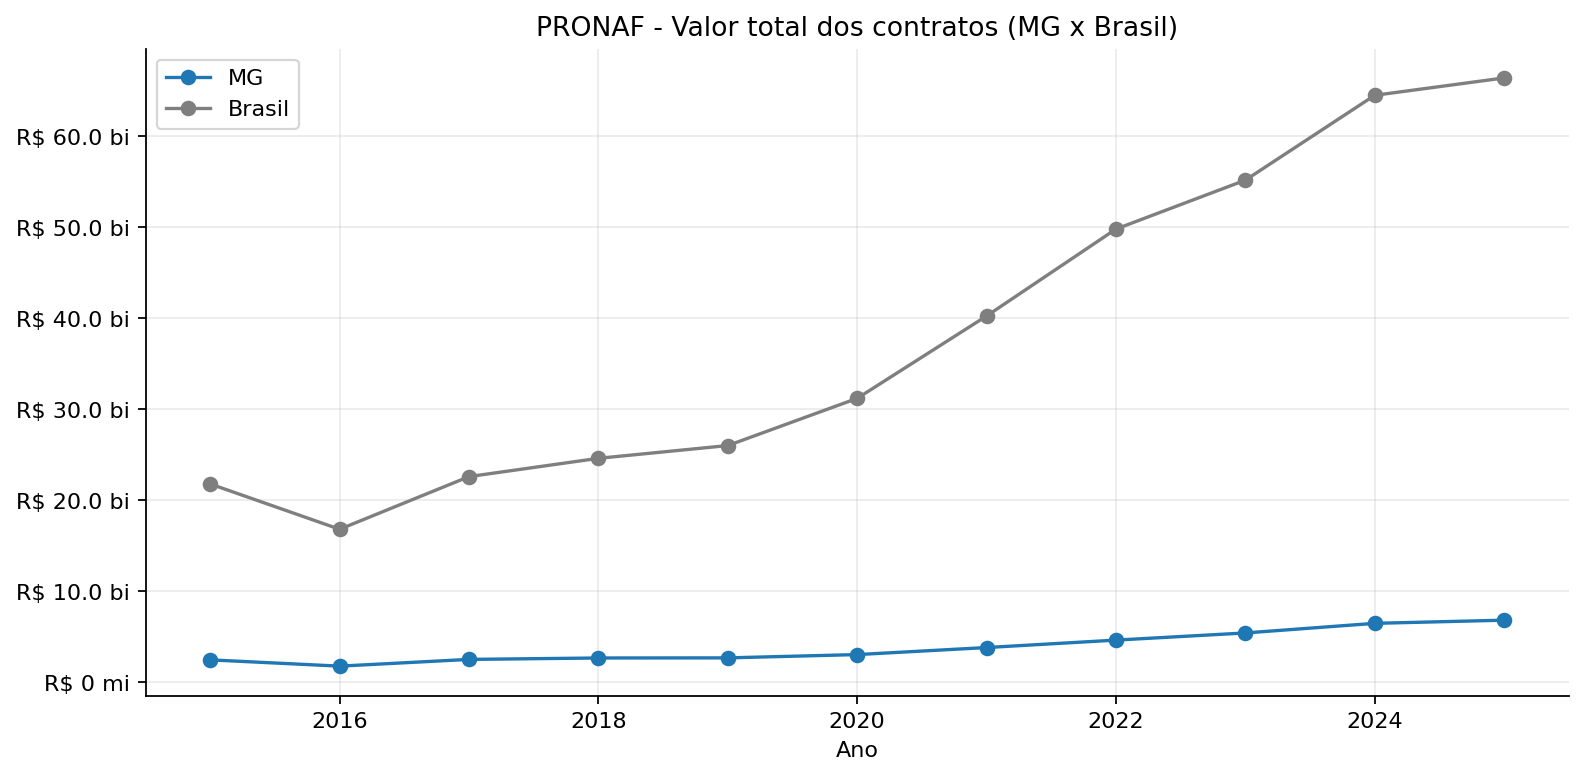 PRONAF - Valor total dos contratos (MG x Brasil)
MG
Brasil
R$ 60.0 bi
R$ 50.0 bi
R$ 40.0 bi
R$ 30.0 bi
R$ 20.0 bi
R$ 10.0 bi
R$ 0 mi
2016 2018 2020 2022 2024
Ano